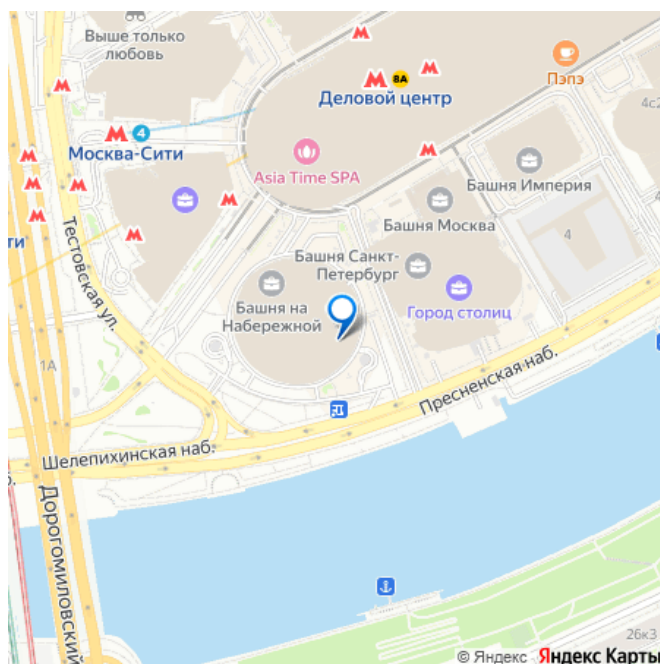 Выше только
любовь
8А
Пэпэ
Деловой центр
4с2
4
Москва-Сити
Asia Time SPA
Башня Империя
Башня Москва
4
ти
Тестовская ул.
Башня Санкт-
Петербург
Башня на
Набережной
Город столиц
1А
Пресненская наб.
Шелепихинская наб.
Дорогомиловский
26к3
© Яндекс Яндекс Карты